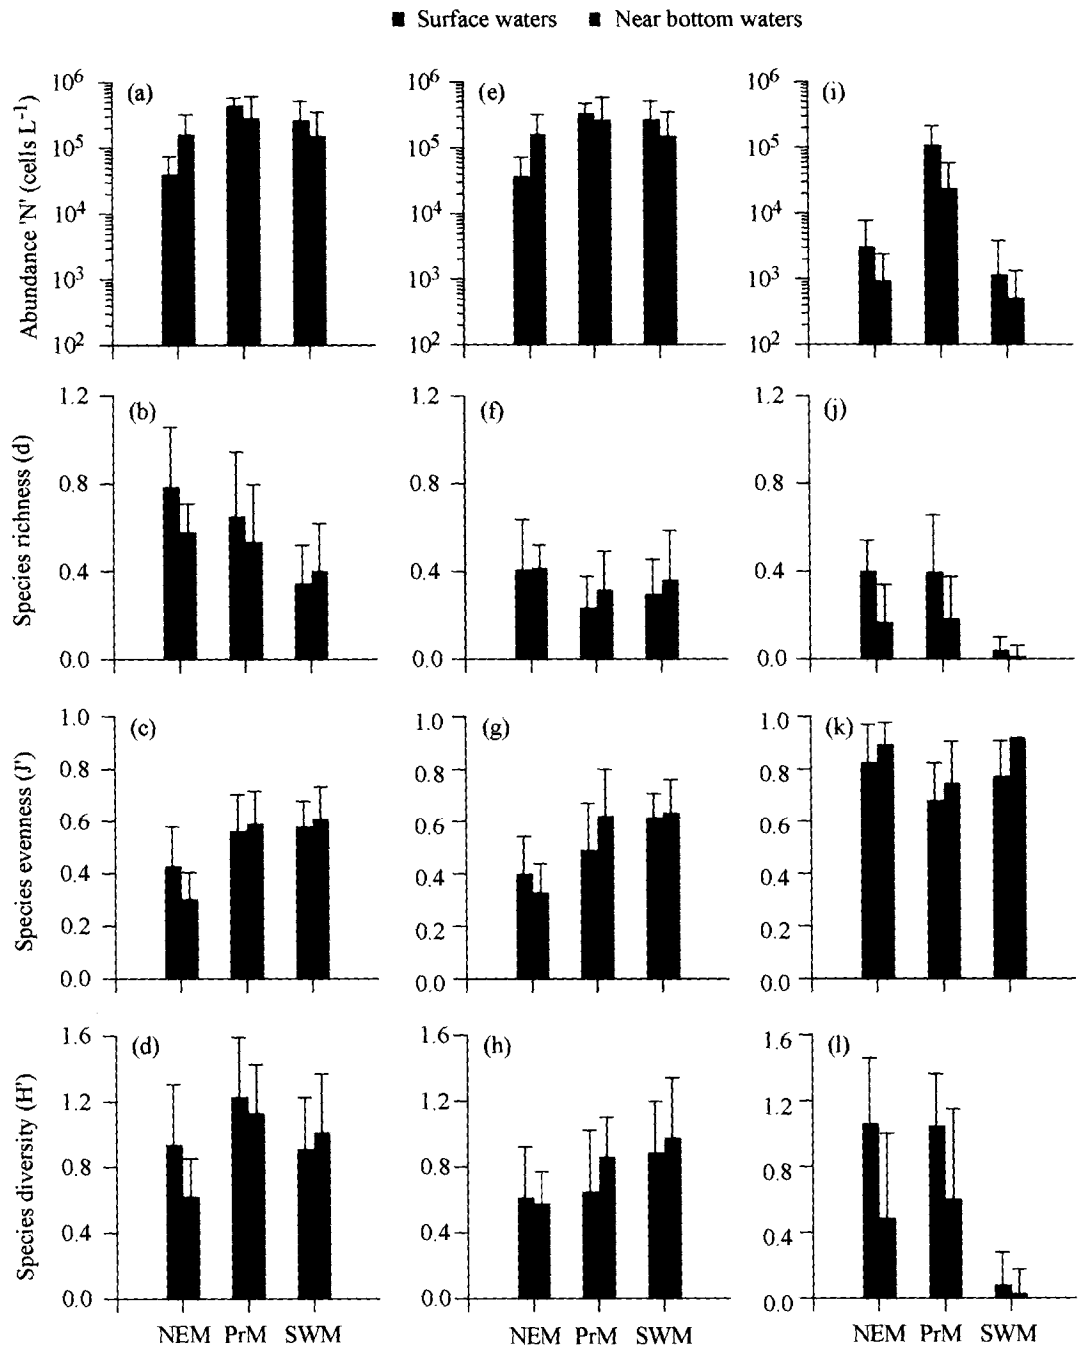 Surface waters Near bottom waters
Abundance 'N' (cells L⁻¹)
10⁶ 10⁵ 10⁴ 10³ 10²
(a)
10⁶ 10⁵ 10⁴ 10³ 10²
(e)
10⁶ 10⁵ 10⁴ 10³ 10²
(i)
Species richness (d)
1.2 0.8 0.4 0.0
(b)
1.2 0.8 0.4 0.0
(f)
1.2 0.8 0.4 0.0
(j)
Species evenness (J')
1.0 0.8 0.6 0.4 0.2 0.0
(c)
1.0 0.8 0.6 0.4 0.2 0.0
(g)
1.0 0.8 0.6 0.4 0.2 0.0
(k)
Species diversity (H')
1.6 1.2 0.8 0.4 0.0
(d)
1.6 1.2 0.8 0.4 0.0
(h)
1.6 1.2 0.8 0.4 0.0
(l)
NEM PrM SWM
NEM PrM SWM
NEM PrM SWM